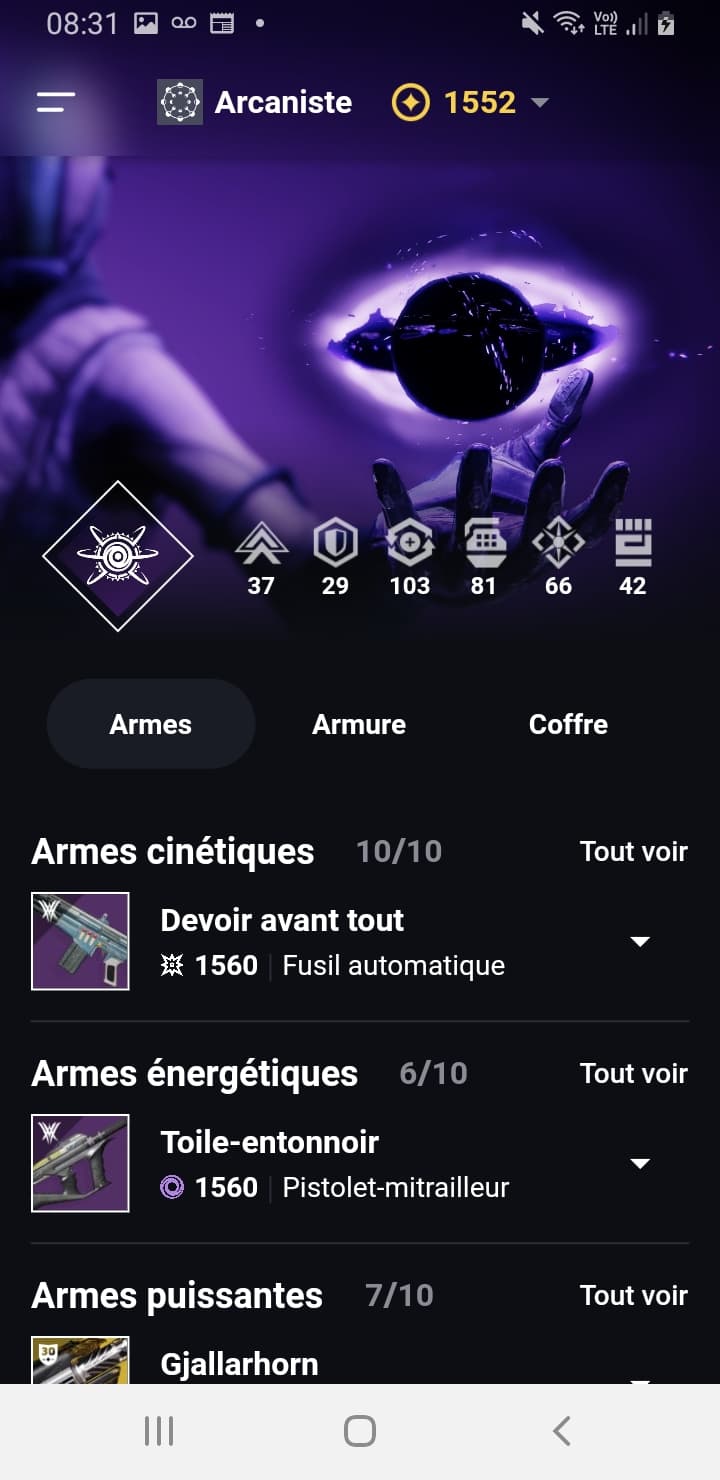 08:31 Vo)) LTE
Arcaniste 1552
37 29 103 81 66 42
Armes Armure Coffre
Armes cinétiques 10/10 Tout voir
Devoir avant tout
1560 Fusil automatique
Armes énergétiques 6/10 Tout voir
Toile-entonnoir
1560 Pistolet-mitrailleur
Armes puissantes 7/10 Tout voir
30
Gjallarhorn